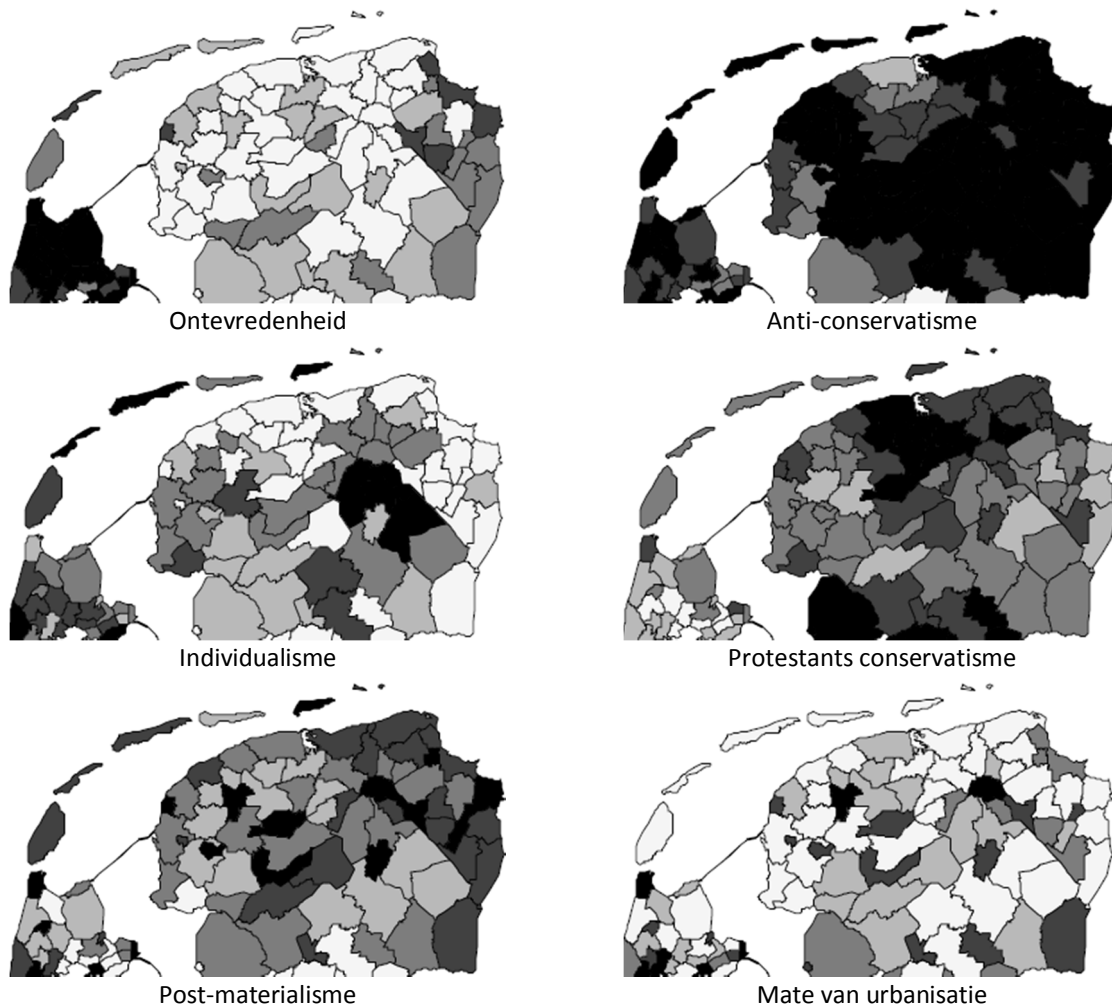 Ontevredenheid
Anti-conservatisme
Individualisme
Protestants conservatisme
Post-materialisme
Mate van urbanisatie